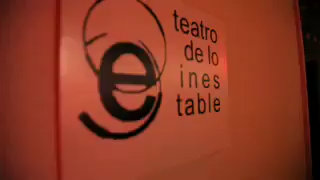 e
teatro
de lo
ines
table